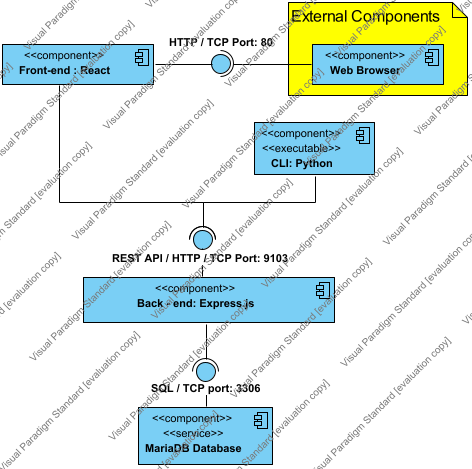 External Components
HTTP / TCP Port: 80
<<component>>
Front-end : React
<<component>>
Web Browser
<<component>>
<<executable>>
CLI: Python
REST API / HTTP / TCP Port: 9103
<<component>>
Back - end: Express.js
SQL / TCP port: 3306
<<component>>
<<service>>
MariaDB Database
Visual Paradigm Standard [evaluation copy]